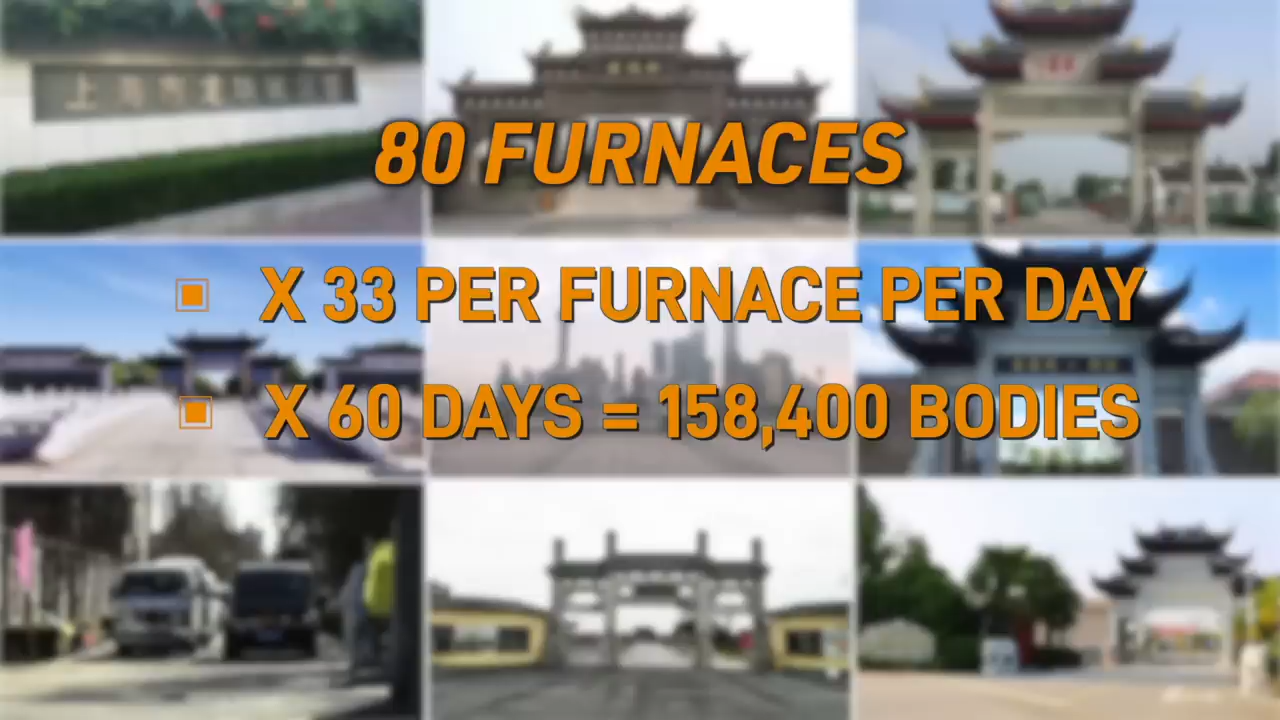 80 FURNACES
X 33 PER FURNACE PER DAY
X 60 DAYS = 158,400 BODIES